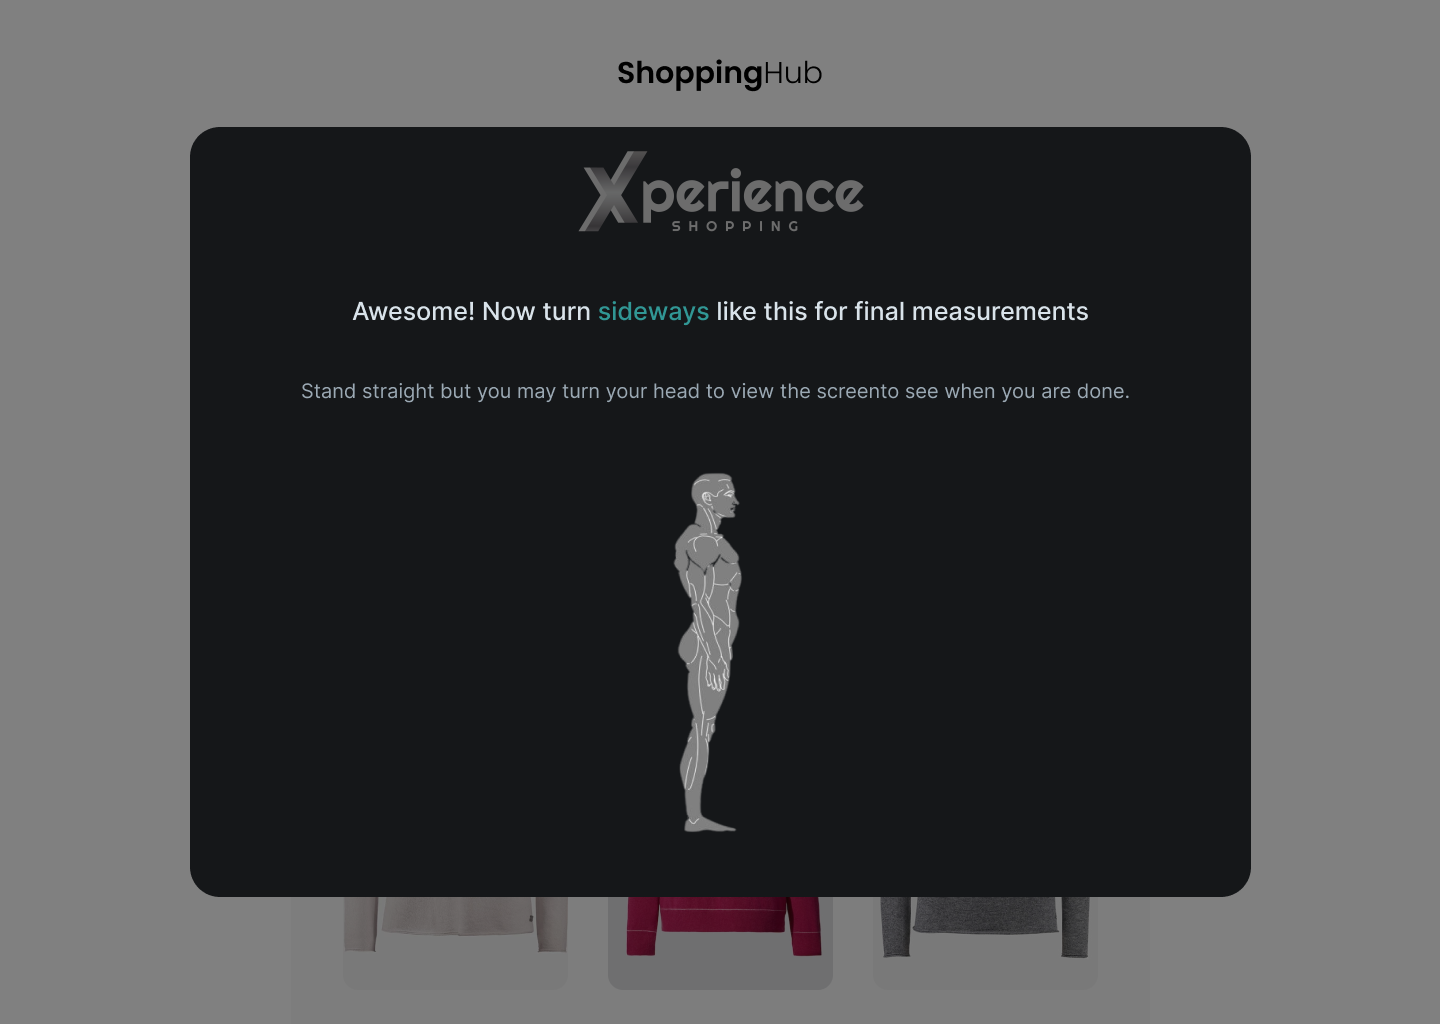 ShoppingHub
Xperience
SHOPPING
Awesome! Now turn sideways like this for final measurements
Stand straight but you may turn your head to view the screento see when you are done.